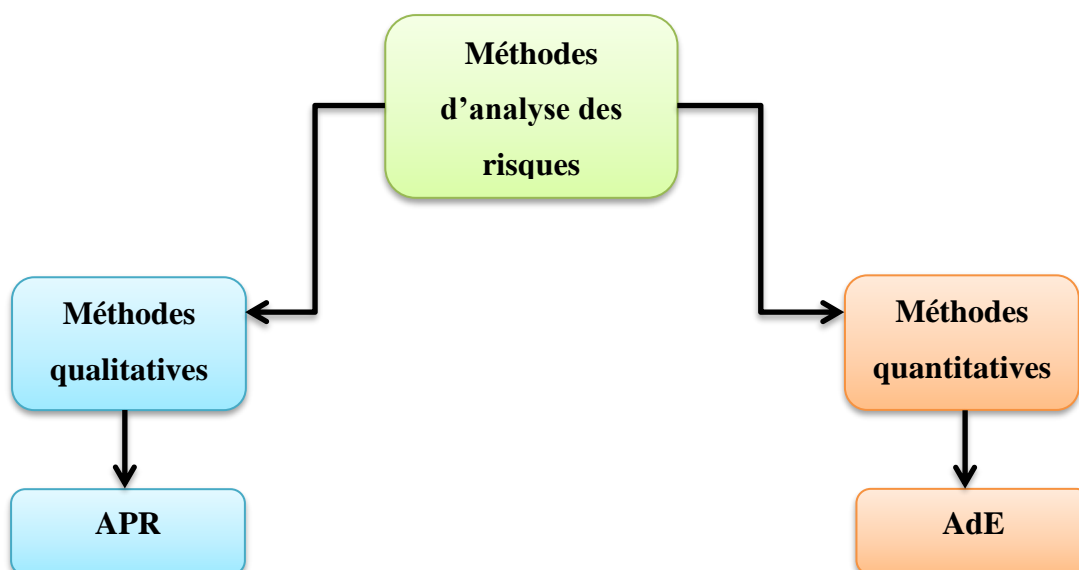 Méthodes
d’analyse des
risques
Méthodes
qualitatives
Méthodes
quantitatives
APR
AdE